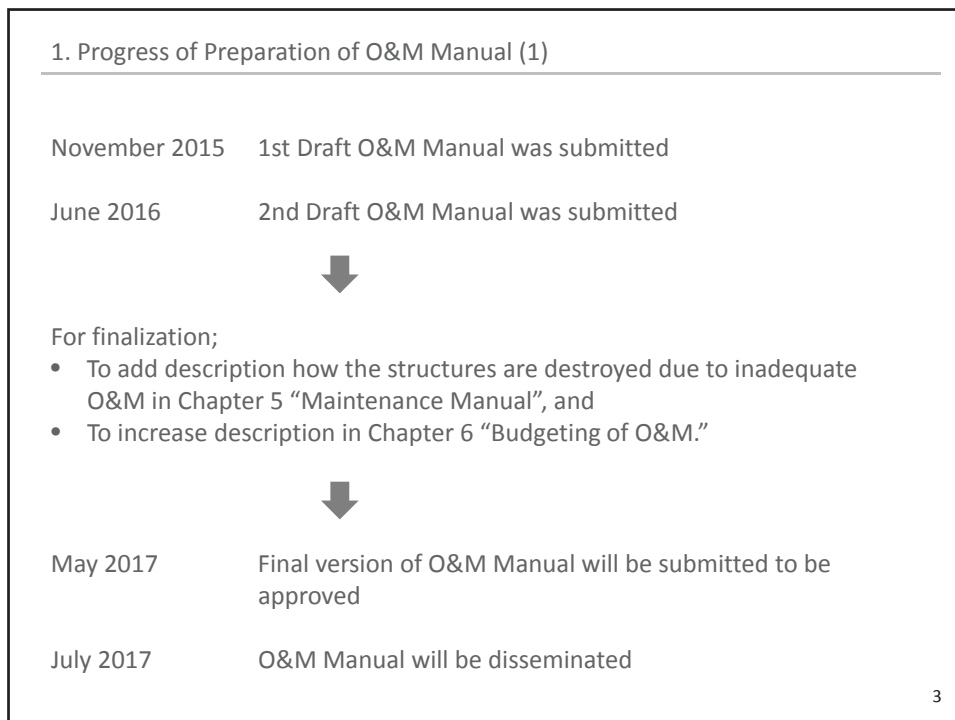 1. Progress of Preparation of O&M Manual (1)
November 2015 1st Draft O&M Manual was submitted
June 2016 2nd Draft O&M Manual was submitted
For finalization;
• To add description how the structures are destroyed due to inadequate
O&M in Chapter 5 “Maintenance Manual”, and
• To increase description in Chapter 6 “Budgeting of O&M.”
May 2017 Final version of O&M Manual will be submitted to be
approved
July 2017 O&M Manual will be disseminated
3